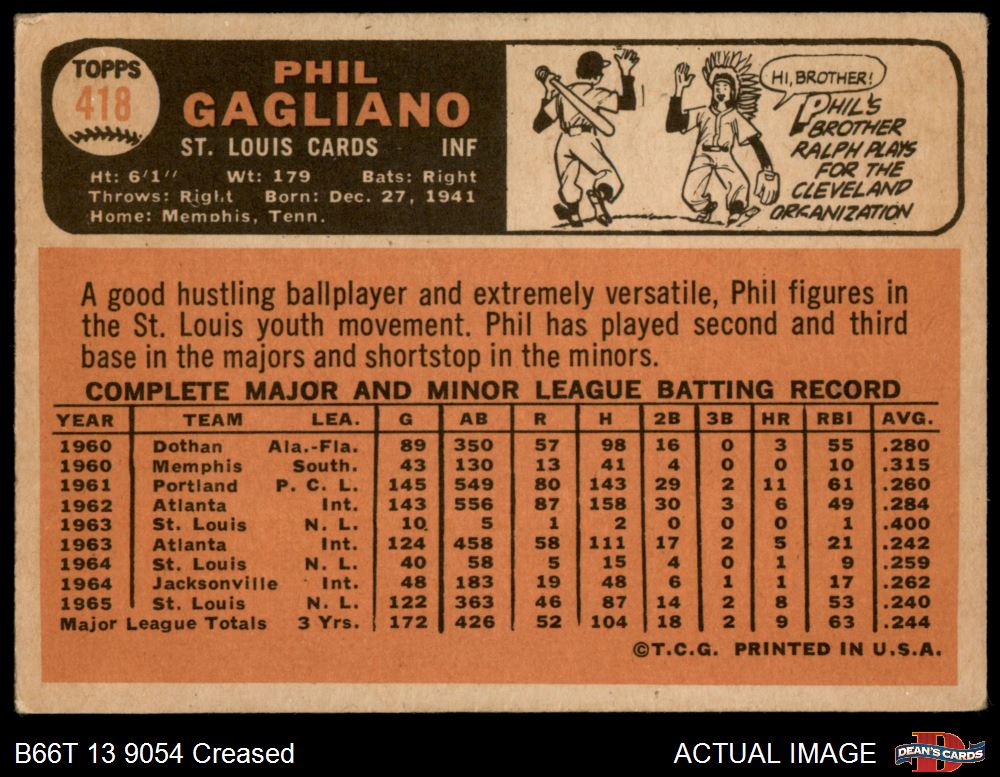 TOPPS
418
PHIL
GAGLIANO
ST. LOUIS CARDS INF
Ht: 6'1" Wt: 179 Bats: Right
Throws: Right Born: Dec. 27, 1941
Home: Memphis, Tenn.
HI, BROTHER!
PHIL'S
BROTHER
RALPH PLAYS
FOR THE
CLEVELAND
ORGANIZATION
A good hustling ballplayer and extremely versatile, Phil figures in
the St. Louis youth movement. Phil has played second and third
base in the majors and shortstop in the minors.
COMPLETE MAJOR AND MINOR LEAGUE BATTING RECORD
YEAR TEAM LEA. G AB R H 2B 3B HR RBI AVG.
1960 Dothan Ala.-Fla. 89 350 57 98 16 0 3 55 .280
1960 Memphis South. 43 130 13 41 4 0 0 10 .315
1961 Portland P. C. L. 145 549 80 143 29 2 11 61 .260
1962 Atlanta Int. 143 556 87 158 30 3 6 49 .284
1963 St. Louis N. L. 10 5 1 2 0 0 0 1 .400
1963 Atlanta Int. 124 458 58 111 17 2 5 21 .242
1964 St. Louis N. L. 40 58 5 15 4 0 1 9 .259
1964 Jacksonville Int. 48 183 19 48 6 1 1 17 .262
1965 St. Louis N. L. 122 363 46 87 14 2 8 53 .240
Major League Totals 3 Yrs. 172 426 52 104 18 2 9 63 .244
©T.C.G. PRINTED IN U.S.A.
B66T 13 9054 Creased ACTUAL IMAGE DEAN'S CARDS